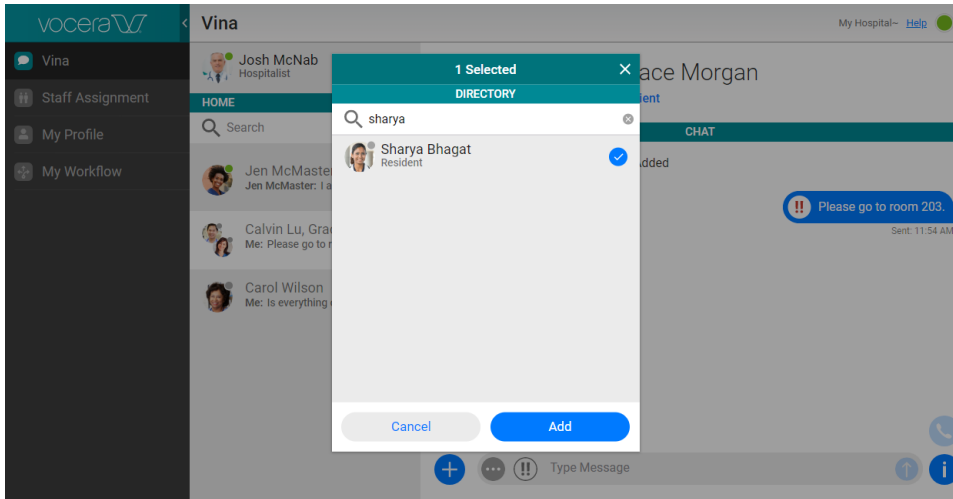 vocera
Vina
My Hospital~ Help
Vina
Staff Assignment
My Profile
My Workflow
Josh McNab
Hospitalist
HOME
Search
Jen McMaste
Jen McMaster: I a
Calvin Lu, Gra
Me: Please go to r
Carol Wilson
Me: Is everything
1 Selected
DIRECTORY
sharya
Sharya Bhagat
Resident
Cancel
Add
ace Morgan
ient
CHAT
dded
!! Please go to room 203.
Sent: 11:54 AM
!! Type Message